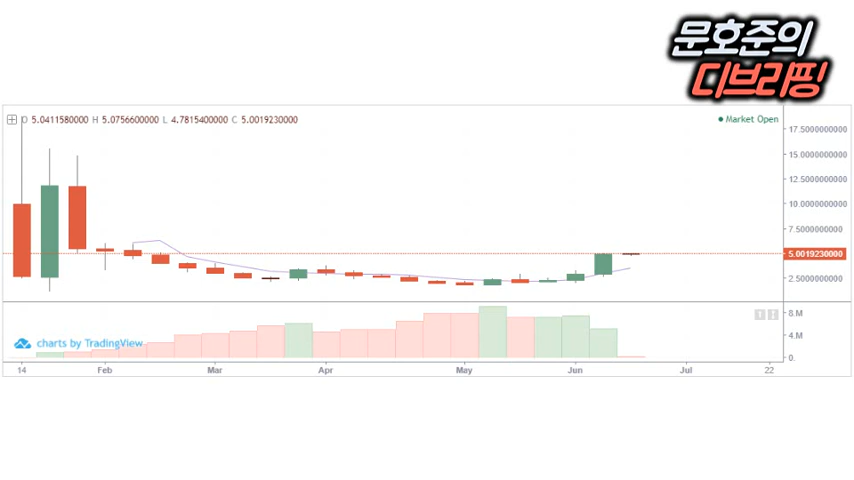 문호준의
디브리핑
O 5.0411580000 H 5.0756600000 L 4.7815400000 C 5.0019230000
Market Open
17.5000000000
15.0000000000
12.5000000000
10.0000000000
7.5000000000
5.0019230000
2.5000000000
8 M
4 M
0.
charts by TradingView
14 Feb Mar Apr May Jun Jul 22